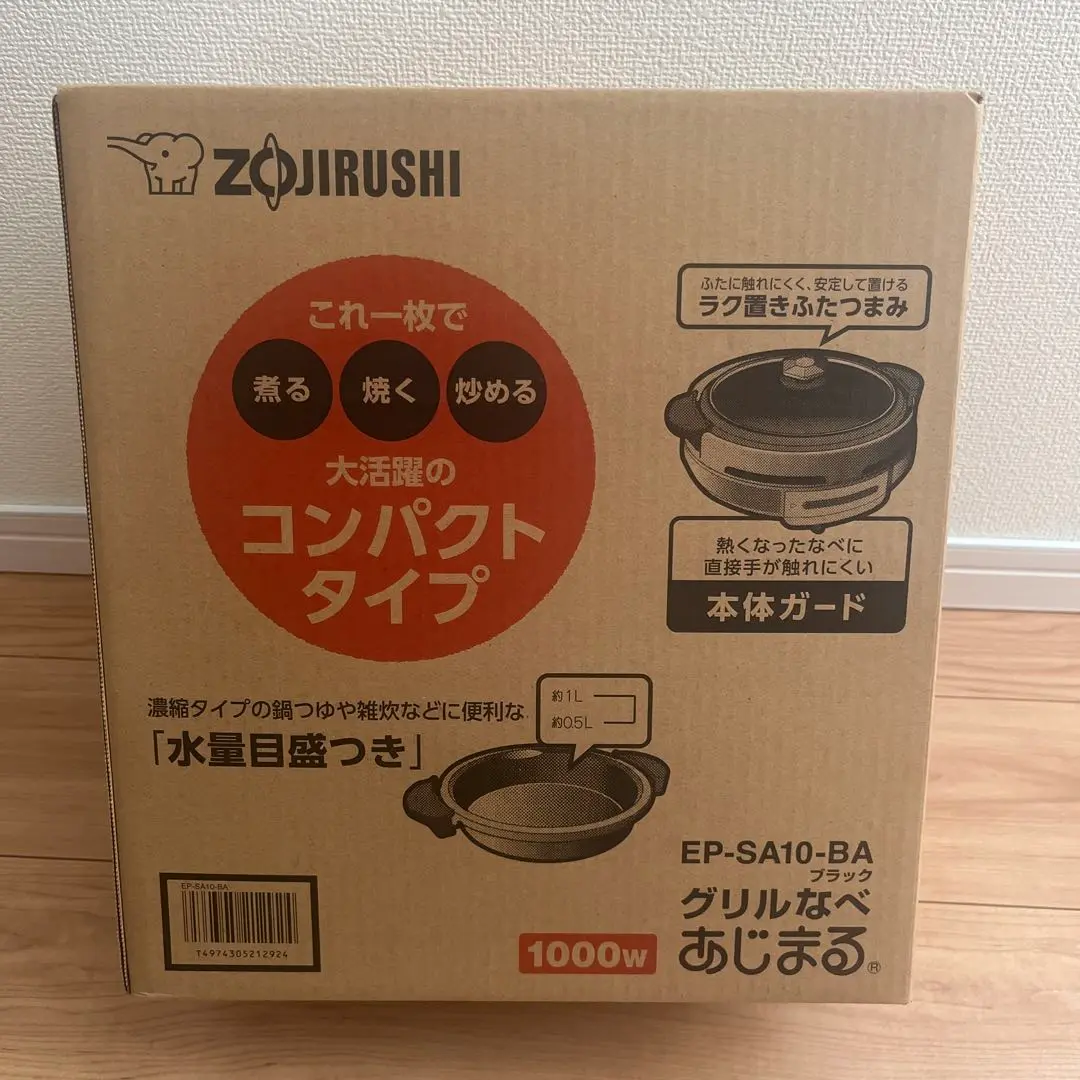 ZOJIRUSHI
これ一枚で
煮る 焼く 炒める
大活躍の
コンパクト
タイプ
ふたに触れにくく、安定して置ける
ラク置きふたつまみ
熱くなったなべに
直接手が触れにくい
本体ガード
濃縮タイプの鍋つゆや雑炊などに便利な
「水量目盛つき」
約1L
約0.5L
EP-SA10-BA
ブラック
グリルなべ
あじまる®
1000W
EP-SA10-BA
T4974305212924